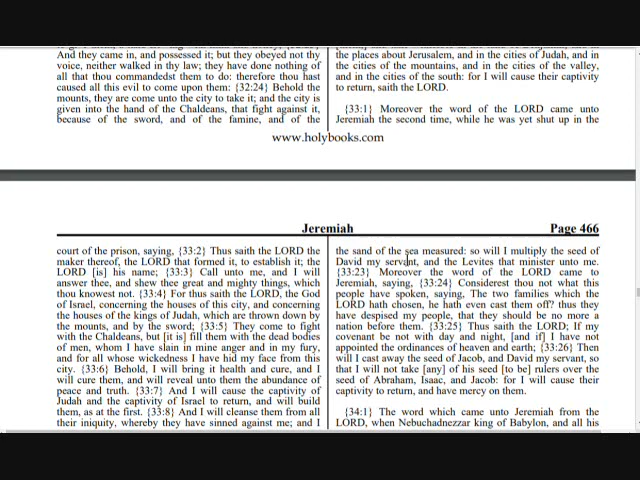 And they came in, and possessed it; but they obeyed not thy
voice, neither walked in thy law; they have done nothing of
all that thou commandedst them to do: therefore thou hast
caused all this evil to come upon them: {32:24} Behold the
mounts, they are come unto the city to take it; and the city is
given into the hand of the Chaldeans, that fight against it,
because of the sword, and of the famine, and of the
the places about Jerusalem, and in the cities of Judah, and in
the cities of the mountains, and in the cities of the valley,
and in the cities of the south: for I will cause their captivity
to return, saith the LORD.
{33:1} Moreover the word of the LORD came unto
Jeremiah the second time, while he was yet shut up in the
www.holybooks.com
Jeremiah
Page 466
court of the prison, saying, {33:2} Thus saith the LORD the
maker thereof, the LORD that formed it, to establish it; the
LORD [is] his name; {33:3} Call unto me, and I will
answer thee, and shew thee great and mighty things, which
thou knowest not. {33:4} For thus saith the LORD, the God
of Israel, concerning the houses of this city, and concerning
the houses of the kings of Judah, which are thrown down by
the mounts, and by the sword; {33:5} They come to fight
with the Chaldeans, but [it is] fill them with the dead bodies
of men, whom I have slain in mine anger and in my fury,
and for all whose wickedness I have hid my face from this
city. {33:6} Behold, I will bring it health and cure, and I
will cure them, and will reveal unto them the abundance of
peace and truth. {33:7} And I will cause the captivity of
Judah and the captivity of Israel to return, and will build
them, as at the first. {33:8} And I will cleanse them from all
their iniquity, whereby they have sinned against me; and I
the sand of the sea measured: so will I multiply the seed of
David my servant, and the Levites that minister unto me.
{33:23} Moreover the word of the LORD came to
Jeremiah, saying, {33:24} Considerest thou not what this
people have spoken, saying, The two families which the
LORD hath chosen, he hath even cast them off? thus they
have despised my people, that they should be no more a
nation before them. {33:25} Thus saith the LORD; If my
covenant be not with day and night, [and if] I have not
appointed the ordinances of heaven and earth; {33:26} Then
will I cast away the seed of Jacob, and David my servant, so
that I will not take [any] of his seed [to be] rulers over the
seed of Abraham, Isaac, and Jacob: for I will cause their
captivity to return, and have mercy on them.
{34:1} The word which came unto Jeremiah from the
LORD, when Nebuchadnezzar king of Babylon, and all his